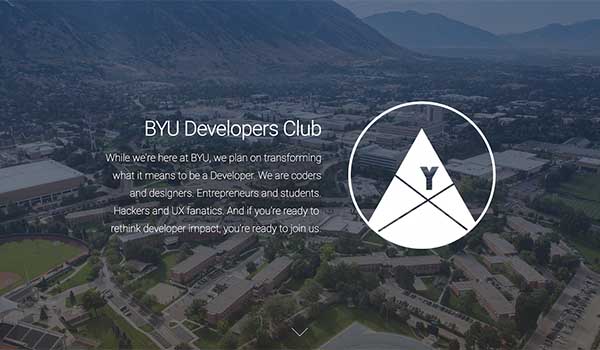 BYU Developers Club
While we're here at BYU, we plan on transforming
what it means to be a Developer. We are coders
and designers. Entrepreneurs and students.
Hackers and UX fanatics. And if you're ready to
rethink developer impact, you're ready to join us.
Y